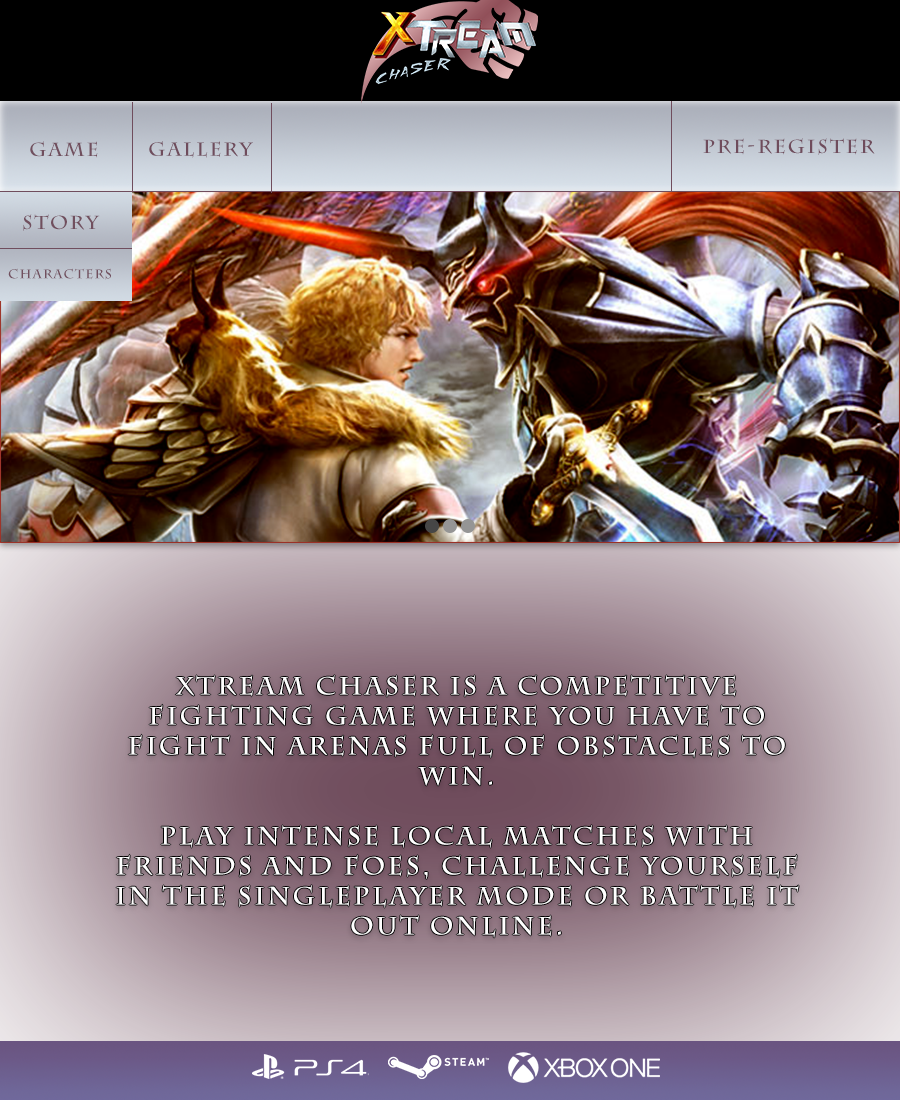 XTREAM
CHASER
GAME
GALLERY
PRE-REGISTER
STORY
CHARACTERS
XTREAM CHASER IS A COMPETITIVE
FIGHTING GAME WHERE YOU HAVE TO
FIGHT IN ARENAS FULL OF OBSTACLES TO
WIN.
PLAY INTENSE LOCAL MATCHES WITH
FRIENDS AND FOES, CHALLENGE YOURSELF
IN THE SINGLEPLAYER MODE OR BATTLE IT
OUT ONLINE.
PS4 STEAM™ XBOX ONE